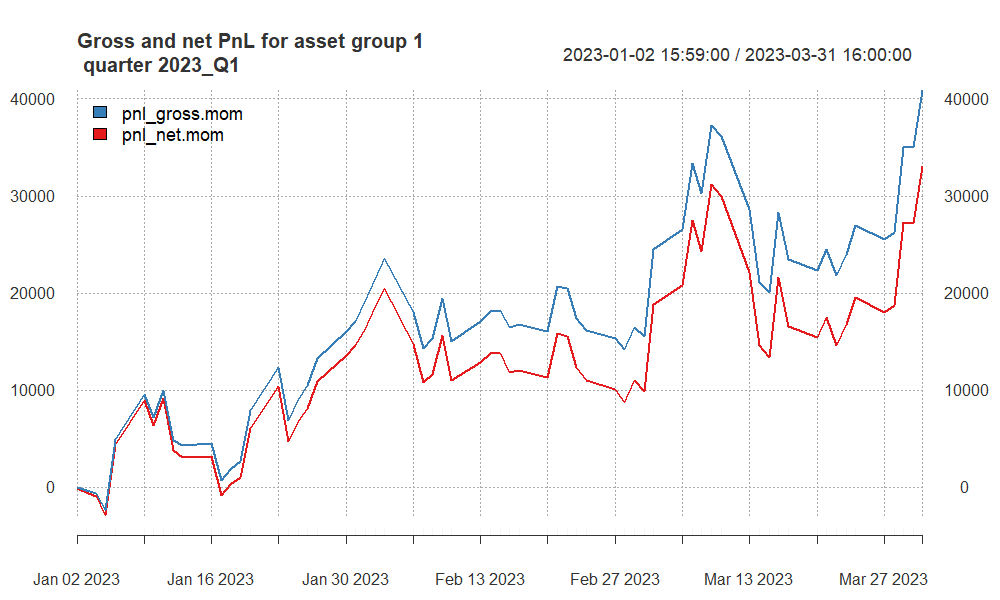 Gross and net PnL for asset group 1
quarter 2023_Q1
2023-01-02 15:59:00 / 2023-03-31 16:00:00
pnl_gross.mom
pnl_net.mom
40000
40000
30000
30000
20000
20000
10000
10000
0
0
Jan 02 2023
Jan 16 2023
Jan 30 2023
Feb 13 2023
Feb 27 2023
Mar 13 2023
Mar 27 2023